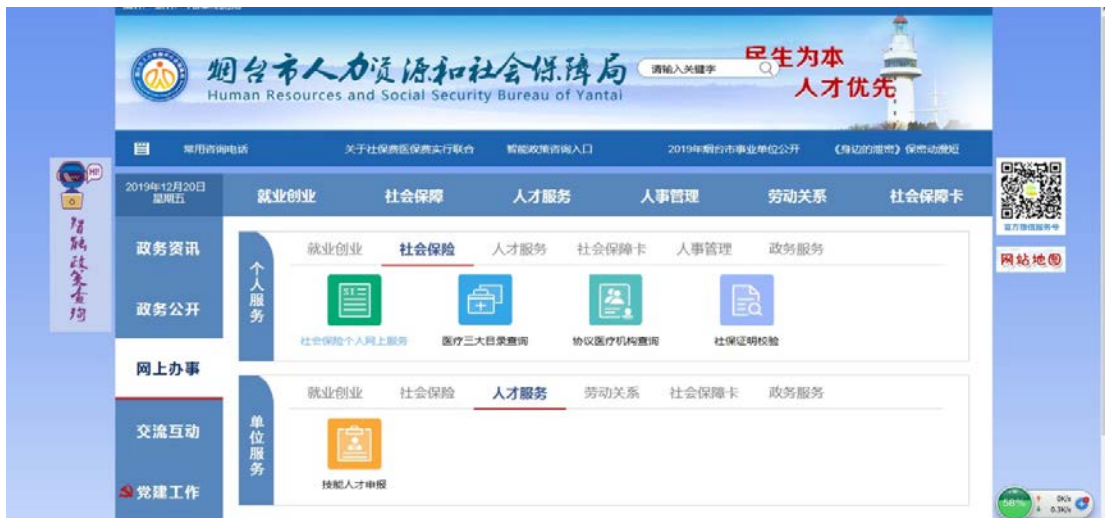 烟台市人力资源和社会保障局
Human Resources and Social Security Bureau of Yantai
请输入关键字
民生为本
人才优先
常用咨询电话
关于社保费医保费实行联合
智能政策咨询入口
2019年烟台市事业单位公开
《身边的泄密》保密动漫短
HI!
智能政策查询
2019年12月20日
星期五
就业创业
社会保障
人才服务
人事管理
劳动关系
社会保障卡
官方微信服务号
网站地图
政务资讯
政务公开
网上办事
交流互动
党建工作
个人服务
就业创业
社会保险
人才服务
社会保障卡
人事管理
政务服务
社会保险个人网上服务
医疗三大目录查询
协议医疗机构查询
社保证明校验
单位服务
就业创业
社会保险
人才服务
劳动关系
社会保障卡
政务服务
技能人才申报
58%
0K/s
0.3K/s